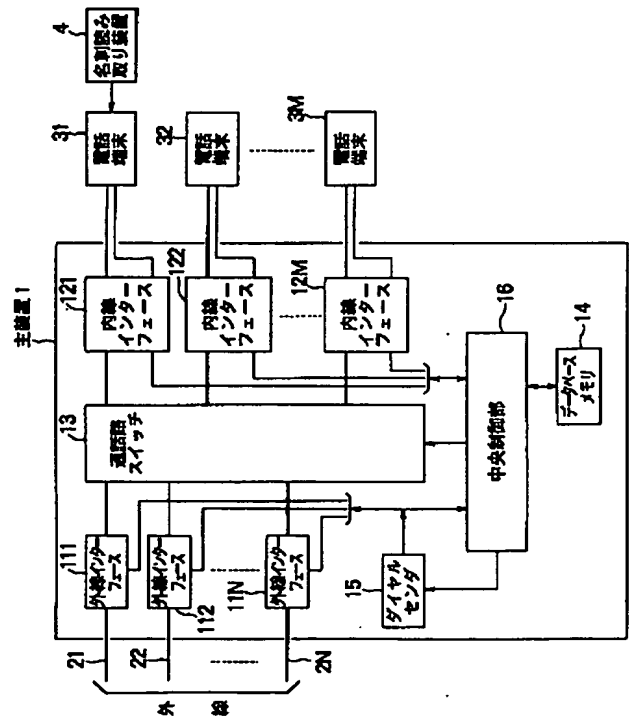 主装置1
21
22
2N
外
線
111
外線インタ
フェース
112
外線インタ
フェース
11N
外線インタ
フェース
13
通話路
スイッチ
121
内線
インター
フェース
122
内線
インター
フェース
12M
内線
インター
フェース
31
電話
端末
32
電話
端末
3M
電話
端末
4
名刺読み
取り装置
15
ダイヤル
センダ
16
中央制御部
14
データベース
メモリ